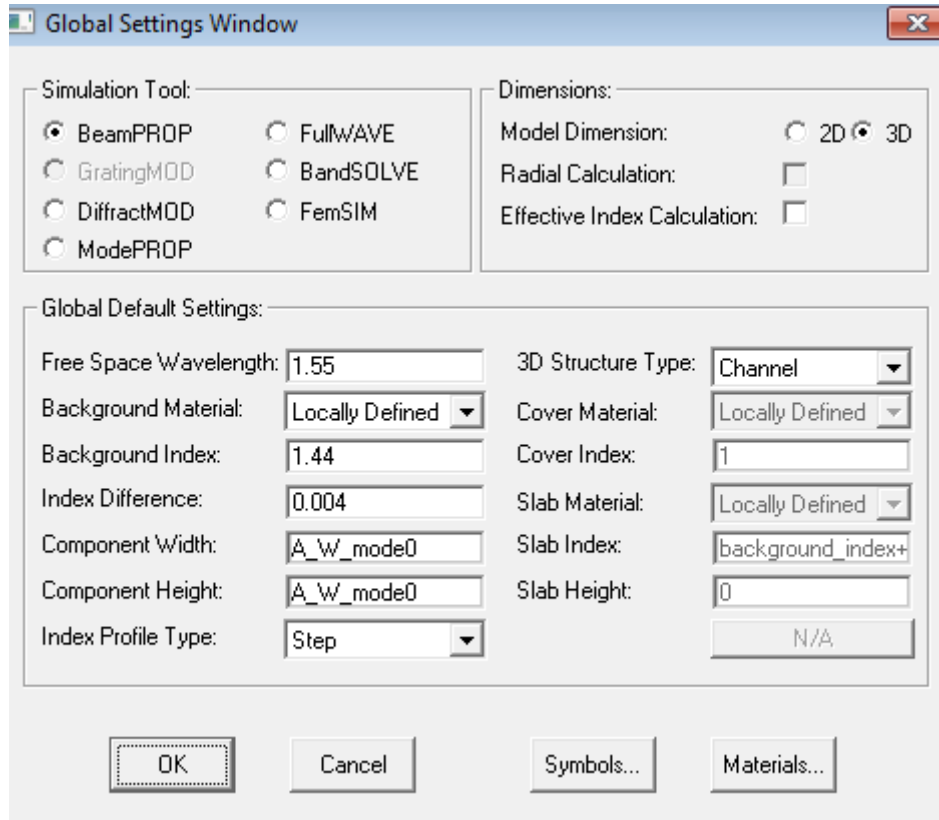 Global Settings Window
Simulation Tool:
BeamPROP
FullWAVE
GratingMOD
BandSOLVE
DiffractMOD
FemSIM
ModePROP
Dimensions:
Model Dimension: 2D 3D
Radial Calculation:
Effective Index Calculation:
Global Default Settings:
Free Space Wavelength: 1.55
Background Material: Locally Defined
Background Index: 1.44
Index Difference: 0.004
Component Width: A_W_mode0
Component Height: A_W_mode0
Index Profile Type: Step
3D Structure Type: Channel
Cover Material: Locally Defined
Cover Index: 1
Slab Material: Locally Defined
Slab Index: background_index+
Slab Height: 0
N/A
OK
Cancel
Symbols...
Materials...